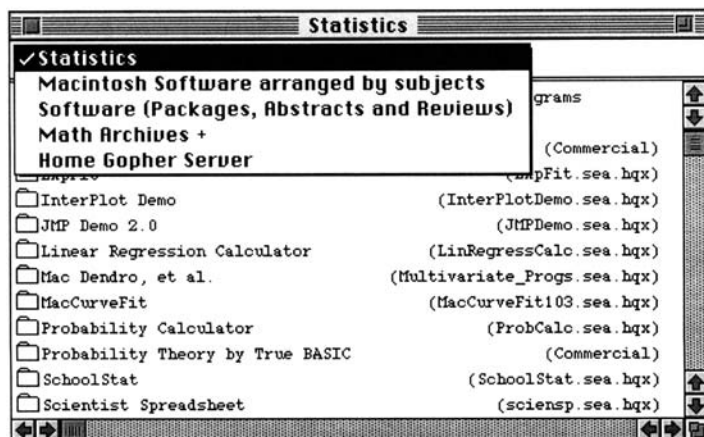 Statistics
✓Statistics
Macintosh Software arranged by subjects
Software (Packages, Abstracts and Reviews)
Math Archives +
Home Gopher Server
grams
(Commercial)
(ExpFit.sea.hqx)
InterPlot Demo (InterPlotDemo.sea.hqx)
JMP Demo 2.0 (JMPDemo.sea.hqx)
Linear Regression Calculator (LinRegressCalc.sea.hqx)
Mac Dendro, et al. (Multivariate_Progs.sea.hqx)
MacCurveFit (MacCurveFit103.sea.hqx)
Probability Calculator (ProbCalc.sea.hqx)
Probability Theory by True BASIC (Commercial)
SchoolStat (SchoolStat.sea.hqx)
Scientist Spreadsheet (sciensp.sea.hqx)